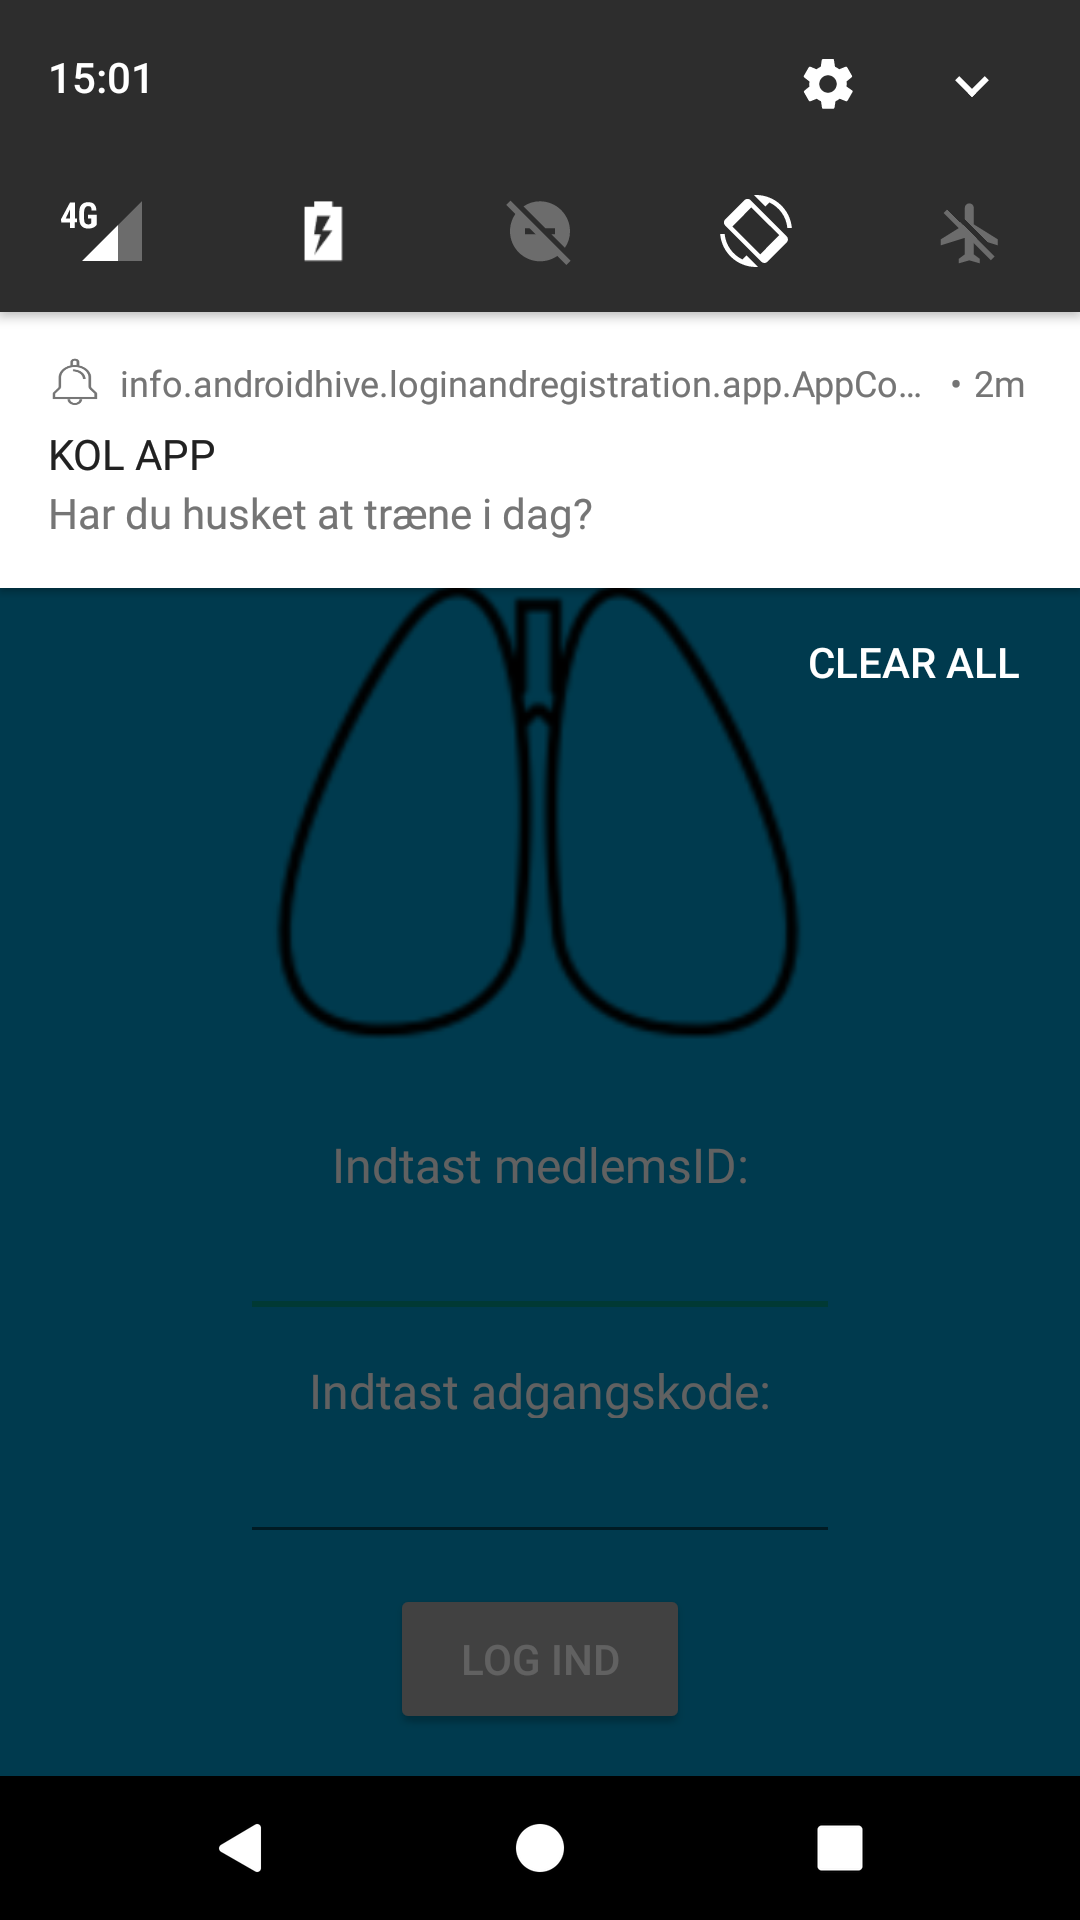 15:01
4G
info.androidhive.loginandregistration.app.AppCo... • 2m
KOL APP
Har du husket at træne i dag?
CLEAR ALL
Indtast medlemsID:
Indtast adgangskode:
LOG IND